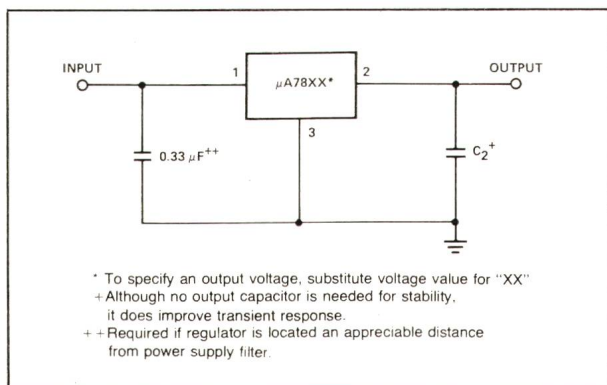 INPUT
1
μA78XX*
2
OUTPUT
3
0.33 μF++
C2+
* To specify an output voltage, substitute voltage value for "XX"
+Although no output capacitor is needed for stability,
it does improve transient response.
++Required if regulator is located an appreciable distance
from power supply filter.